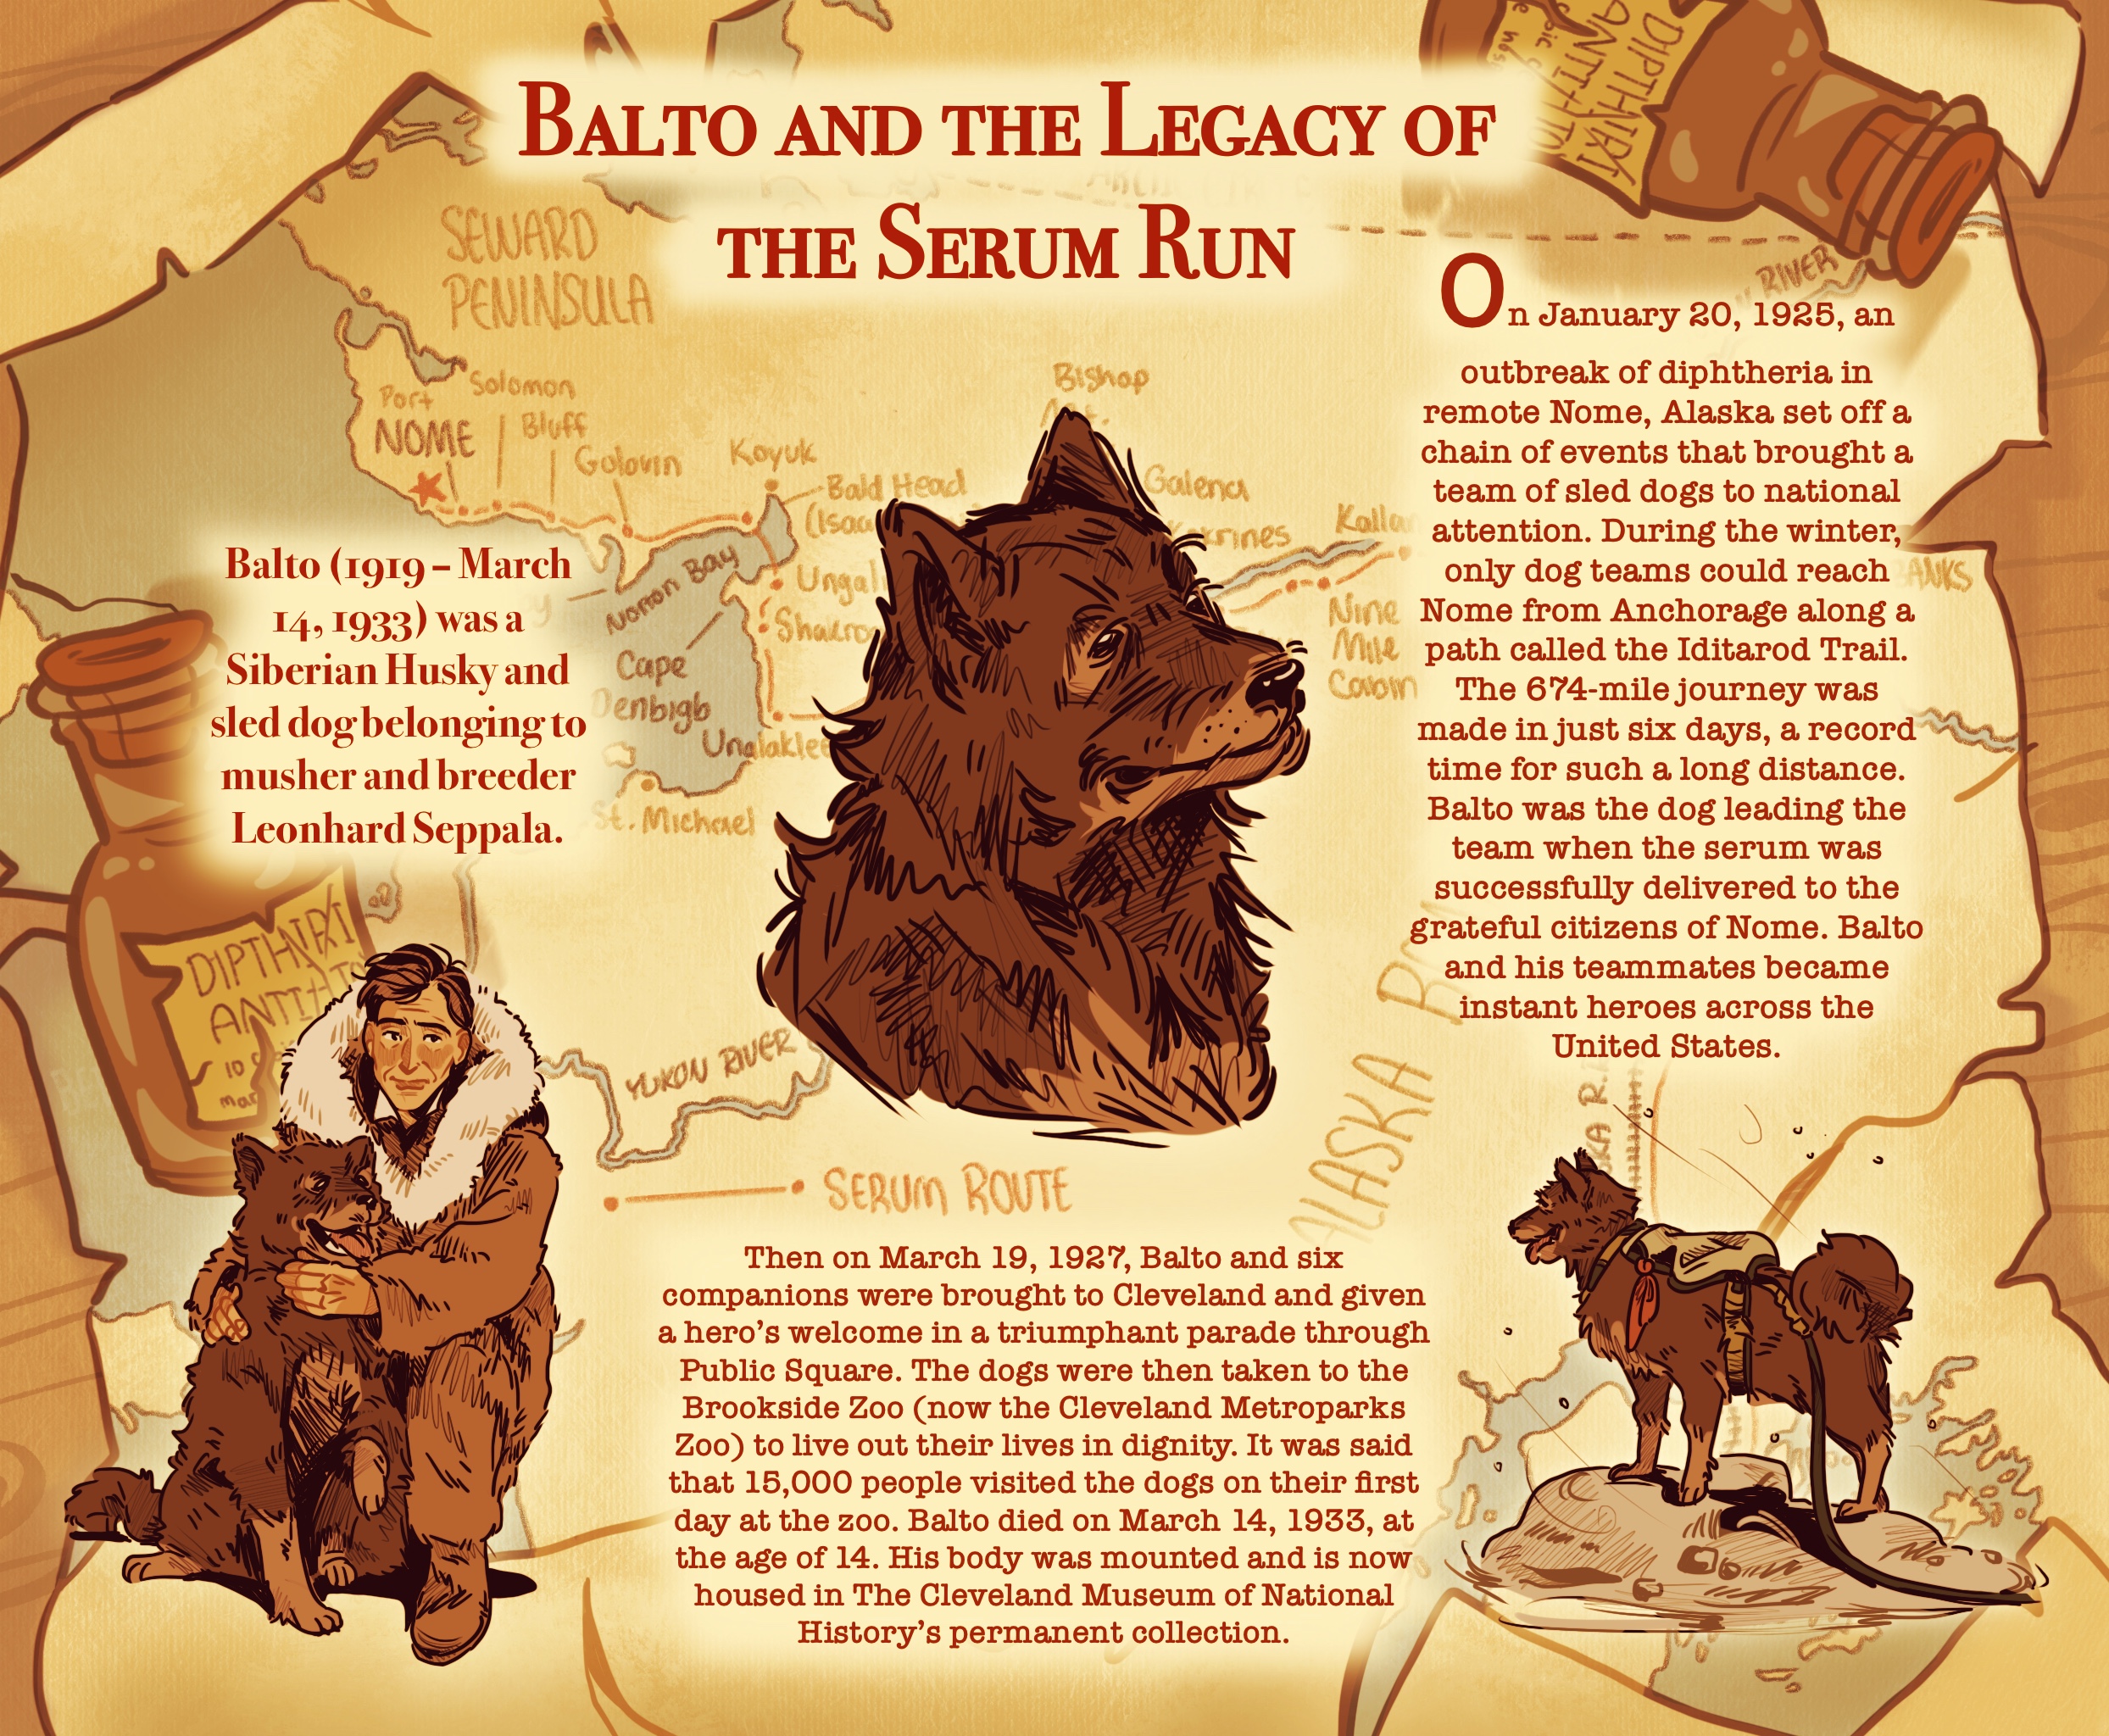 BALTO AND THE LEGACY OF
THE SERUM RUN
DIPTHNIRI
SEWARD
PENINSULA
RIVER
Port
NOME
Solomon
Bluff
Golovin
Koyuk
Bald Head
Bishop
Galena
Norton Bay
Cape
Denbigb
Unalaklee
St. Michael
Nine
Mile
YUKON RIVER
SERUM ROUTE
ALASKA
Balto (1919 – March
14, 1933) was a
Siberian Husky and
sled dog belonging to
musher and breeder
Leonhard Seppala.
DIPTHNIRI
On January 20, 1925, an
outbreak of diphtheria in
remote Nome, Alaska set off a
chain of events that brought a
team of sled dogs to national
attention. During the winter,
only dog teams could reach
Nome from Anchorage along a
path called the Iditarod Trail.
The 674-mile journey was
made in just six days, a record
time for such a long distance.
Balto was the dog leading the
team when the serum was
successfully delivered to the
grateful citizens of Nome. Balto
and his teammates became
instant heroes across the
United States.
Then on March 19, 1927, Balto and six
companions were brought to Cleveland and given
a hero's welcome in a triumphant parade through
Public Square. The dogs were then taken to the
Brookside Zoo (now the Cleveland Metroparks
Zoo) to live out their lives in dignity. It was said
that 15,000 people visited the dogs on their first
day at the zoo. Balto died on March 14, 1933, at
the age of 14. His body was mounted and is now
housed in The Cleveland Museum of National
History's permanent collection.